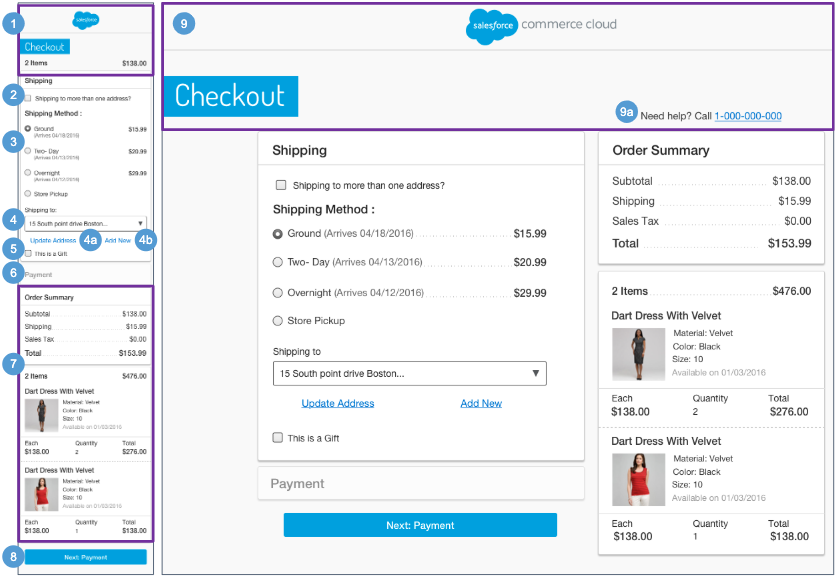 1
salesforce
Checkout
2 Items $138.00
Shipping
2
Shipping to more than one address?
Shipping Method :
3
Ground $15.99
(Arrives 04/18/2016)
Two- Day $20.99
(Arrives 04/13/2016)
Overnight $29.99
(Arrives 04/12/2016)
Store Pickup
Shipping to:
4
15 South point drive Boston... ▼
Update Address 4a Add New 4b
5
This is a Gift
6
Payment
Order Summary
Subtotal $138.00
Shipping $15.99
Sales Tax $0.00
Total $153.99
7
2 Items $476.00
Dart Dress With Velvet
Material: Velvet
Color: Black
Size: 10
Available on 01/03/2016
Each Quantity Total
$138.00 2 $276.00
Dart Dress With Velvet
Material: Velvet
Color: Black
Size: 10
Available on 01/03/2016
Each Quantity Total
$138.00 1 $138.00
8
Next: Payment
9
salesforce commerce cloud
Checkout
9a Need help? Call 1-000-000-000
Shipping
Shipping to more than one address?
Shipping Method :
Ground (Arrives 04/18/2016) $15.99
Two- Day (Arrives 04/13/2016) $20.99
Overnight (Arrives 04/12/2016) $29.99
Store Pickup
Shipping to
15 South point drive Boston... ▼
Update Address Add New
This is a Gift
Payment
Next: Payment
Order Summary
Subtotal $138.00
Shipping $15.99
Sales Tax $0.00
Total $153.99
2 Items $476.00
Dart Dress With Velvet
Material: Velvet
Color: Black
Size: 10
Available on 01/03/2016
Each Quantity Total
$138.00 2 $276.00
Dart Dress With Velvet
Material: Velvet
Color: Black
Size: 10
Available on 01/03/2016
Each Quantity Total
$138.00 1 $138.00